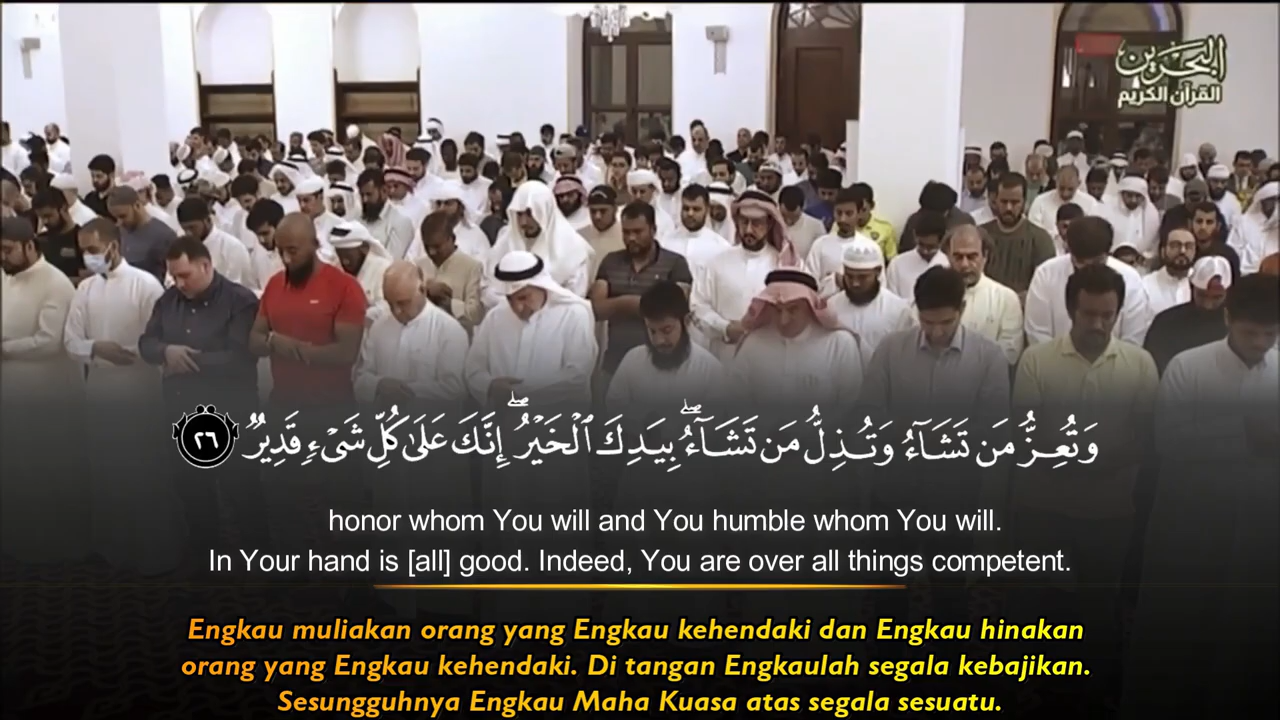 البحرين
القرآن الكريم
وَتُعِزُّ مَن تَشَآءُ وَتُذِلُّ مَن تَشَآءُۖ بِيَدِكَ ٱلْخَيْرُۖ إِنَّكَ عَلَىٰ كُلِّ شَىْءٍۢ قَدِيرٌۭ ٢٦
honor whom You will and You humble whom You will.
In Your hand is [all] good. Indeed, You are over all things competent.
Engkau muliakan orang yang Engkau kehendaki dan Engkau hinakan
orang yang Engkau kehendaki. Di tangan Engkaulah segala kebajikan.
Sesungguhnya Engkau Maha Kuasa atas segala sesuatu.